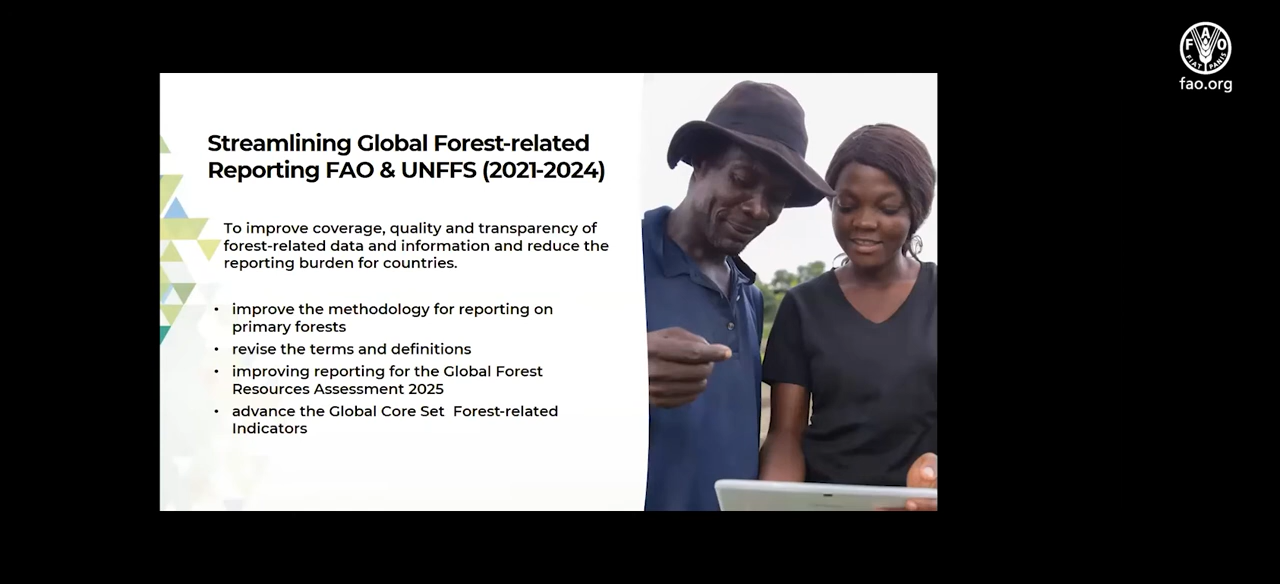 FAO
FIAT PANIS
fao.org
Streamlining Global Forest-related
Reporting FAO & UNFFS (2021-2024)
To improve coverage, quality and transparency of
forest-related data and information and reduce the
reporting burden for countries.
• improve the methodology for reporting on
primary forests
• revise the terms and definitions
• improving reporting for the Global Forest
Resources Assessment 2025
• advance the Global Core Set  Forest-related
Indicators